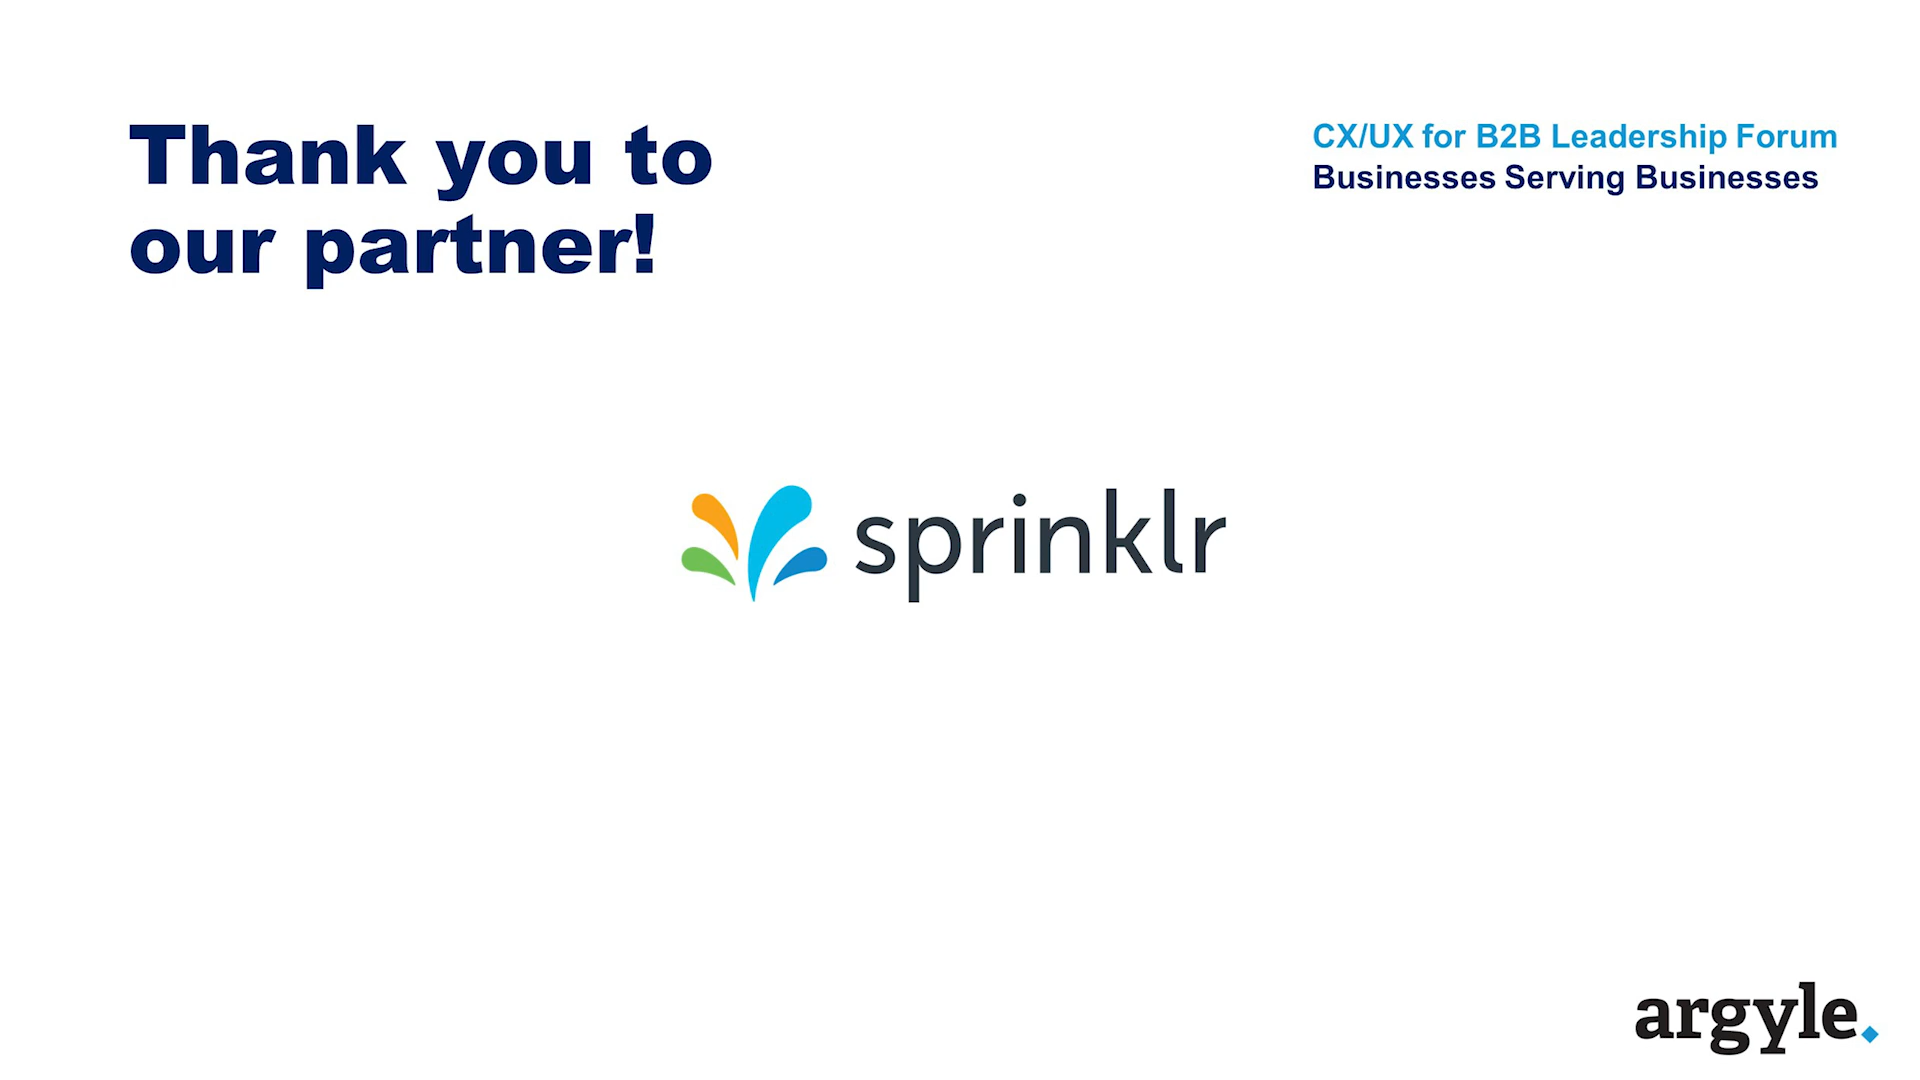 Thank you to
our partner!
CX/UX for B2B Leadership Forum
Businesses Serving Businesses
sprinklr
argyle.